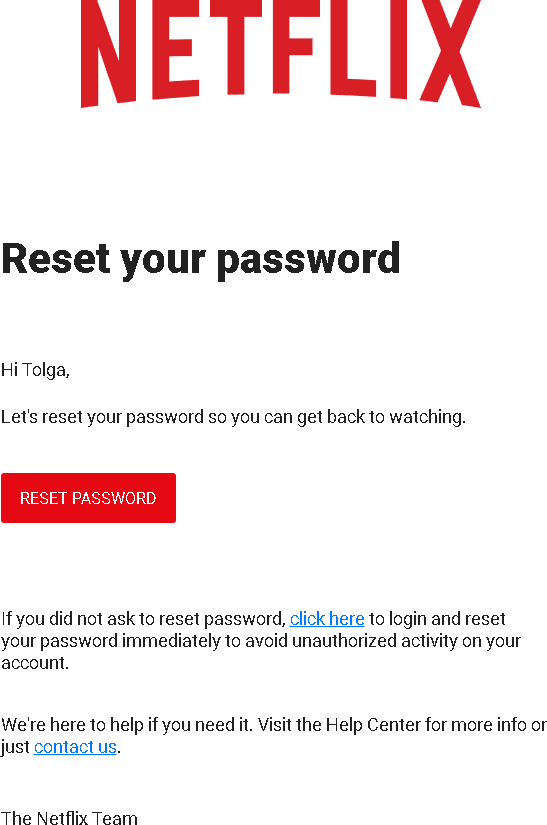 NETFLIX
Reset your password
Hi Tolga,
Let's reset your password so you can get back to watching.
RESET PASSWORD
If you did not ask to reset password, click here to login and reset
your password immediately to avoid unauthorized activity on your
account.
We're here to help if you need it. Visit the Help Center for more info or
just contact us.
The Netflix Team